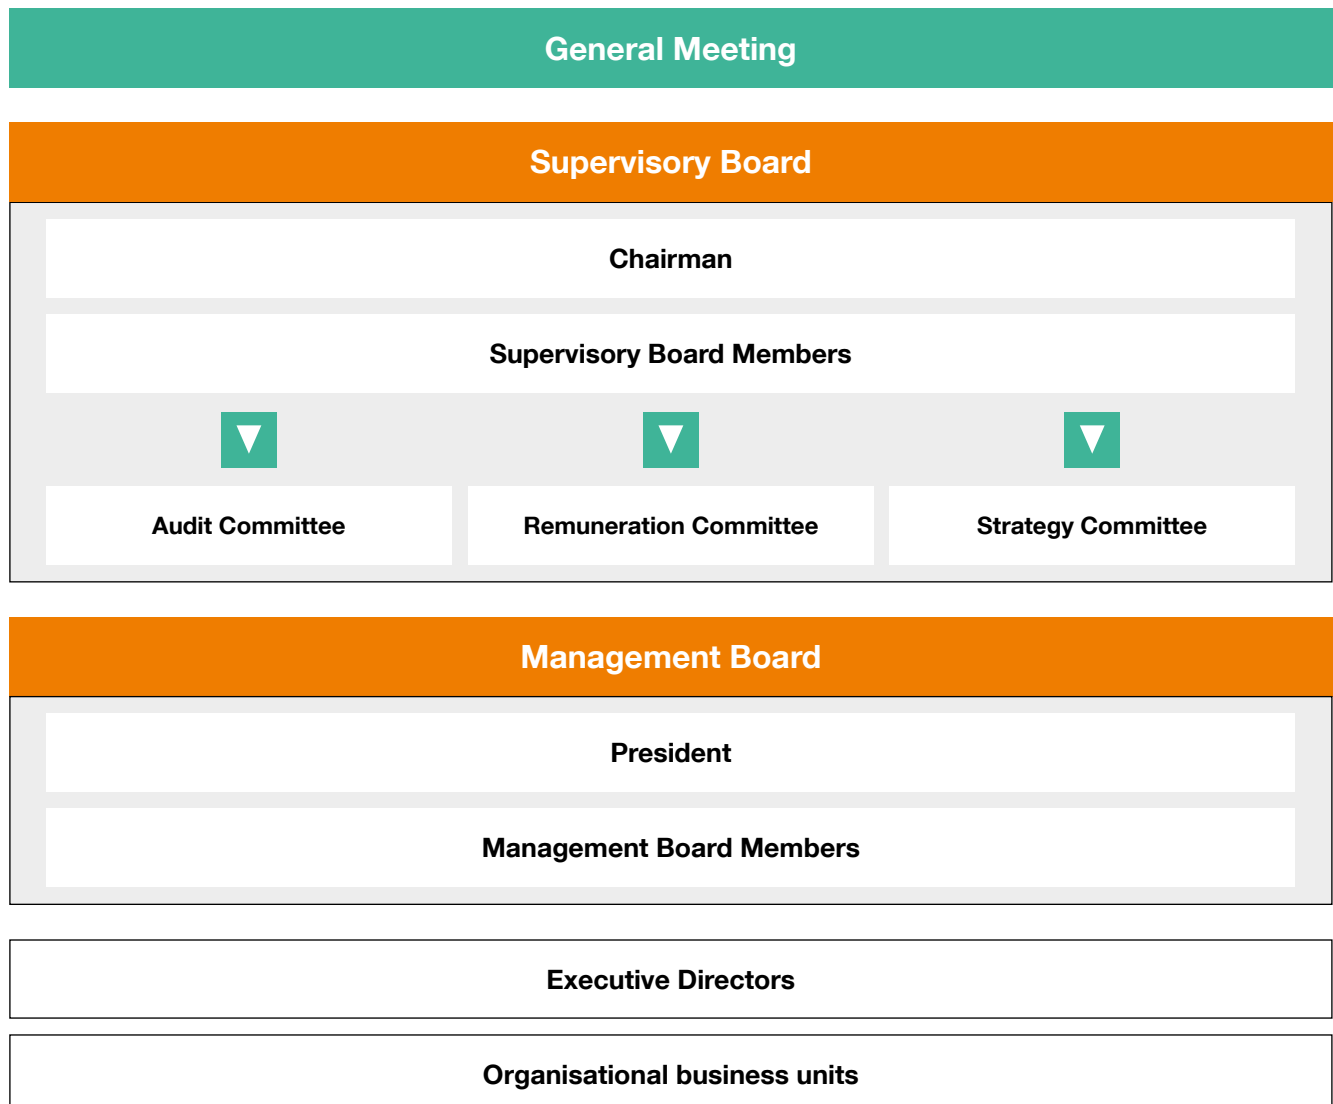 General Meeting
Supervisory Board
Chairman
Supervisory Board Members
Audit Committee
Remuneration Committee
Strategy Committee
Management Board
President
Management Board Members
Executive Directors
Organisational business units